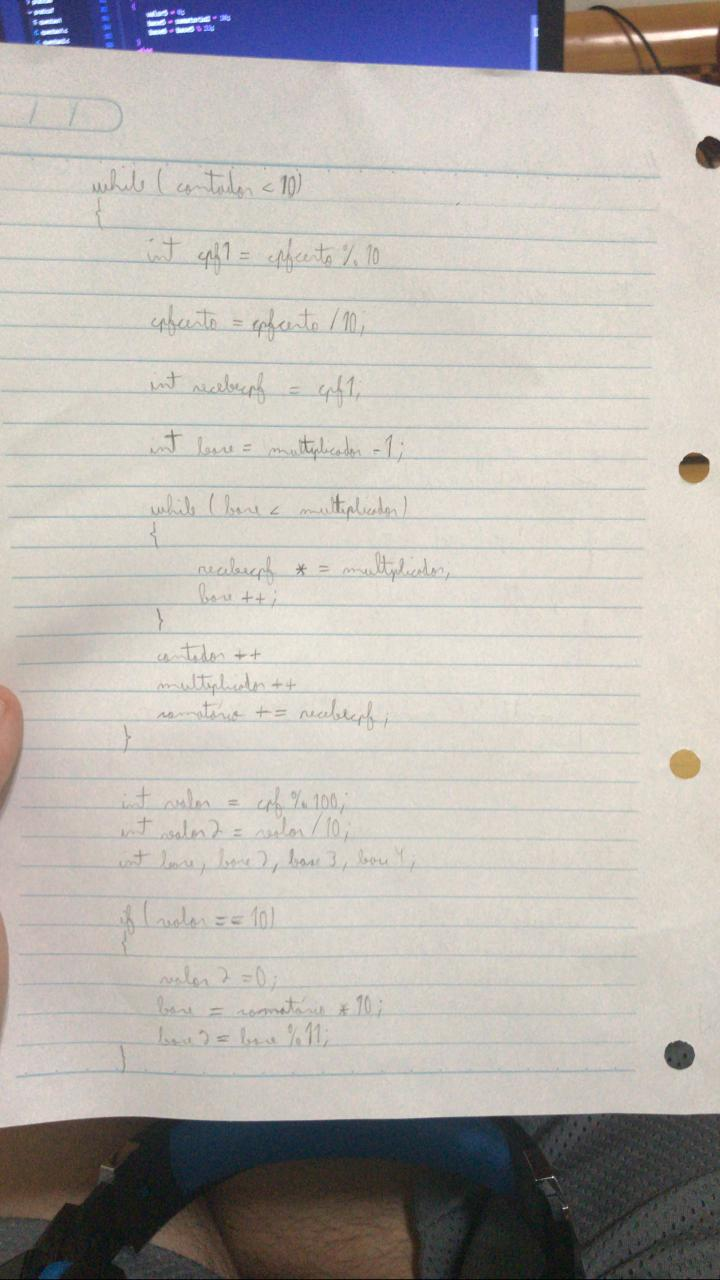 while ( contador < 10)
{
int cpf1 = cpfcerto % 10
cpfcerto = cpfcerto / 10;
int recebecpf = cpf1;
int base = multiplicador - 1;
while ( base < multiplicador)
{
recebecpf * = multiplicador;
base ++;
}
contador ++
multiplicador ++
somatório += recebecpf;
}
int valor = cpf % 100;
int valor2 = valor / 10;
int base, base2, base3, base4;
if ( valor == 10)
{
valor2 = 0;
base = somatório * 10;
base2 = base % 11;
}